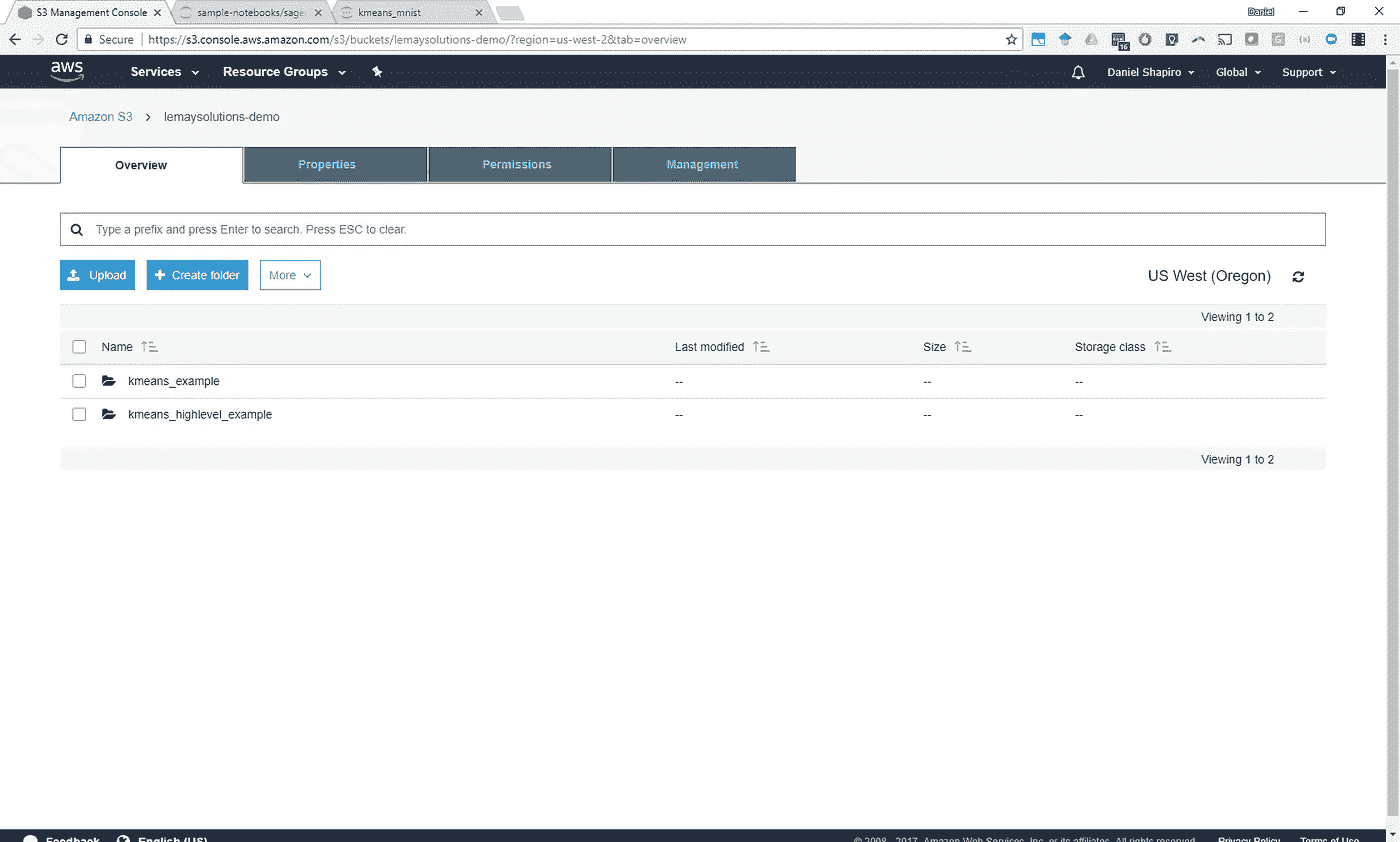 S3 Management Console
sample-notebooks/sage
kmeans_mnist
Daniel
Secure https://s3.console.aws.amazon.com/s3/buckets/lemaysolutions-demo/?region=us-west-2&tab=overview
16
aws Services Resource Groups Daniel Shapiro Global Support
Amazon S3 lemaysolutions-demo
Overview Properties Permissions Management
Type a prefix and press Enter to search. Press ESC to clear.
Upload Create folder More US West (Oregon)
Viewing 1 to 2
Name Last modified Size Storage class
kmeans_example -- -- --
kmeans_highlevel_example -- -- --
Viewing 1 to 2
Feedback English (US) © 2008 - 2017, Amazon Web Services, Inc. or its affiliates. All rights reserved. Privacy Policy Terms of Use